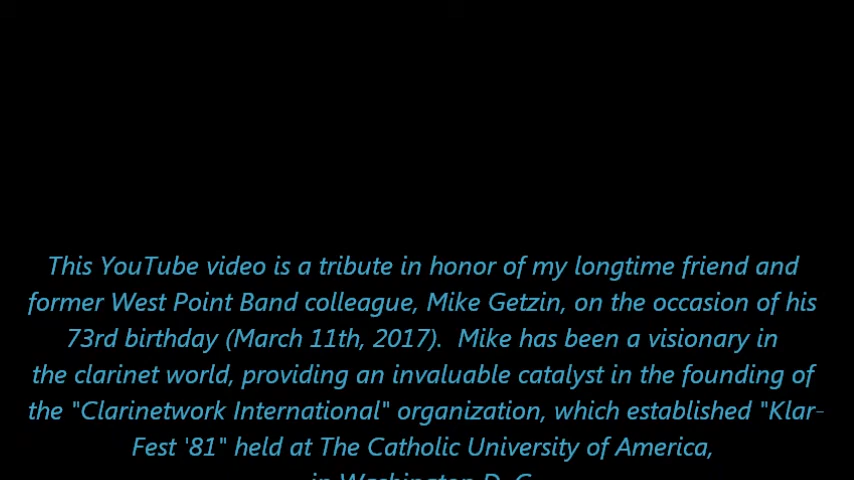 This YouTube video is a tribute in honor of my longtime friend and
former West Point Band colleague, Mike Getzin, on the occasion of his
73rd birthday (March 11th, 2017).  Mike has been a visionary in
the clarinet world, providing an invaluable catalyst in the founding of
the "Clarinetwork International" organization, which established "Klar-
Fest '81" held at The Catholic University of America,
in Washington D. C.